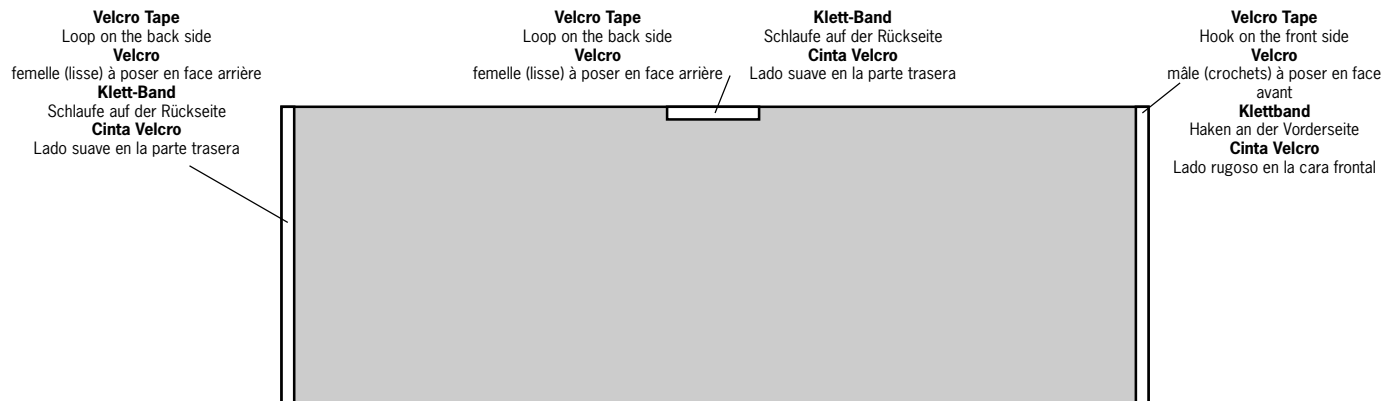 Velcro Tape
Loop on the back side
Velcro
femelle (lisse) à poser en face arrière
Klett-Band
Schlaufe auf der Rückseite
Cinta Velcro
Lado suave en la parte trasera
Velcro Tape
Loop on the back side
Velcro
femelle (lisse) à poser en face arrière
Klett-Band
Schlaufe auf der Rückseite
Cinta Velcro
Lado suave en la parte trasera
Velcro Tape
Hook on the front side
Velcro
mâle (crochets) à poser en face
avant
Klettband
Haken an der Vorderseite
Cinta Velcro
Lado rugoso en la cara frontal